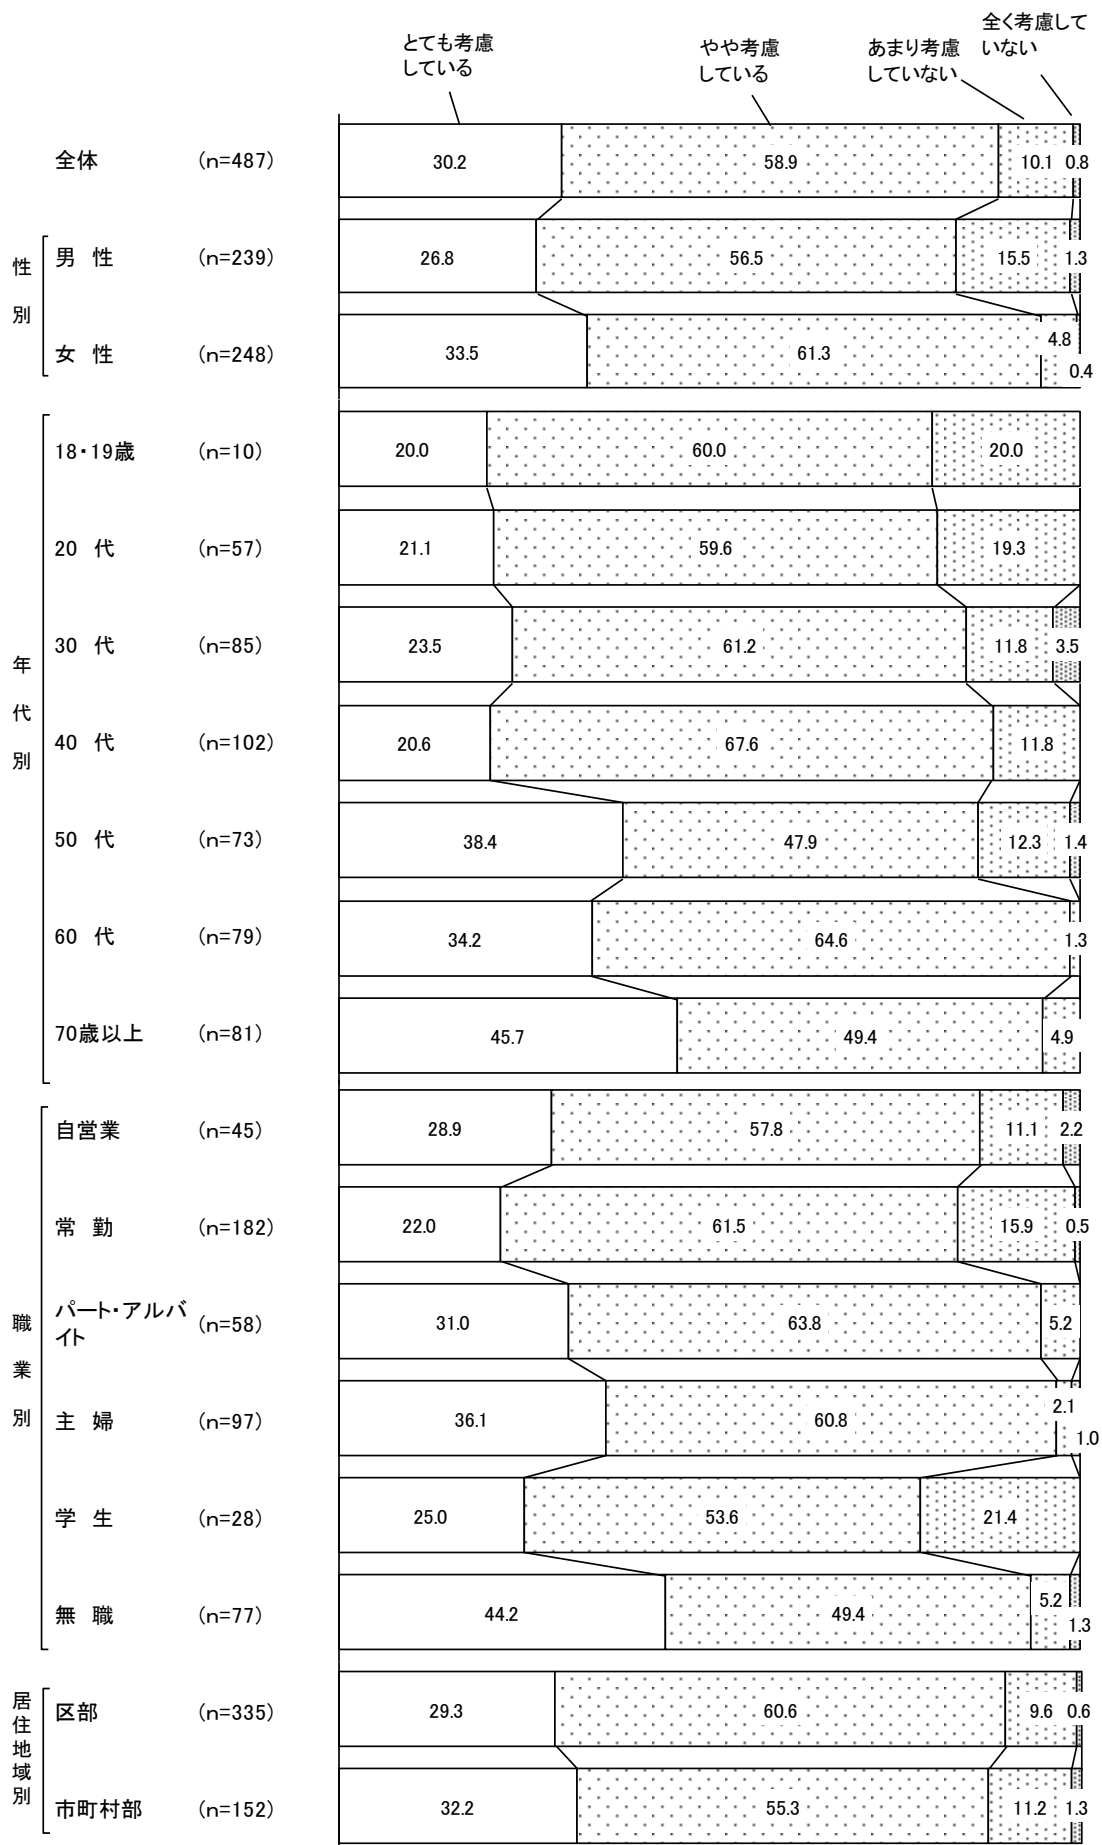 とても考慮
している
やや考慮
している
あまり考慮
していない
全く考慮して
いない
全体 (n=487) 30.2 58.9 10.1 0.8
性別
男 性 (n=239) 26.8 56.5 15.5 1.3
女 性 (n=248) 33.5 61.3 4.8 0.4
年代別
18・19歳 (n=10) 20.0 60.0 20.0
20 代 (n=57) 21.1 59.6 19.3
30 代 (n=85) 23.5 61.2 11.8 3.5
40 代 (n=102) 20.6 67.6 11.8
50 代 (n=73) 38.4 47.9 12.3 1.4
60 代 (n=79) 34.2 64.6 1.3
70歳以上 (n=81) 45.7 49.4 4.9
職業別
自営業 (n=45) 28.9 57.8 11.1 2.2
常 勤 (n=182) 22.0 61.5 15.9 0.5
パート・アルバ
イト (n=58) 31.0 63.8 5.2
主 婦 (n=97) 36.1 60.8 2.1 1.0
学 生 (n=28) 25.0 53.6 21.4
無 職 (n=77) 44.2 49.4 5.2 1.3
居住地域別
区部 (n=335) 29.3 60.6 9.6 0.6
市町村部 (n=152) 32.2 55.3 11.2 1.3